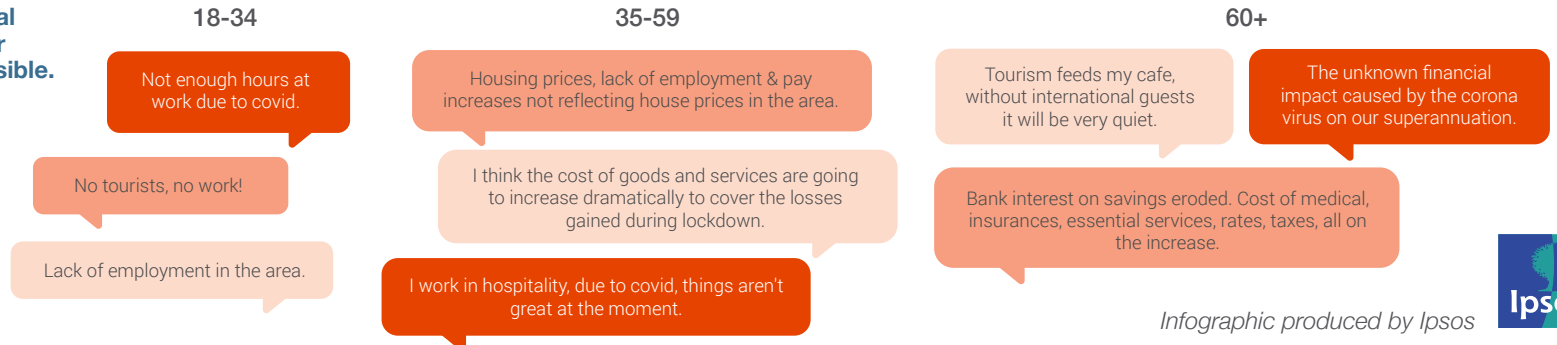 18-34
35-59
60+
Not enough hours at
work due to covid.
No tourists, no work!
Lack of employment in the area.
Housing prices, lack of employment & pay
increases not reflecting house prices in the area.
I think the cost of goods and services are going
to increase dramatically to cover the losses
gained during lockdown.
I work in hospitality, due to covid, things aren't
great at the moment.
Tourism feeds my cafe,
without international guests
it will be very quiet.
The unknown financial
impact caused by the corona
virus on our superannuation.
Bank interest on savings eroded. Cost of medical,
insurances, essential services, rates, taxes, all on
the increase.
Infographic produced by Ipsos